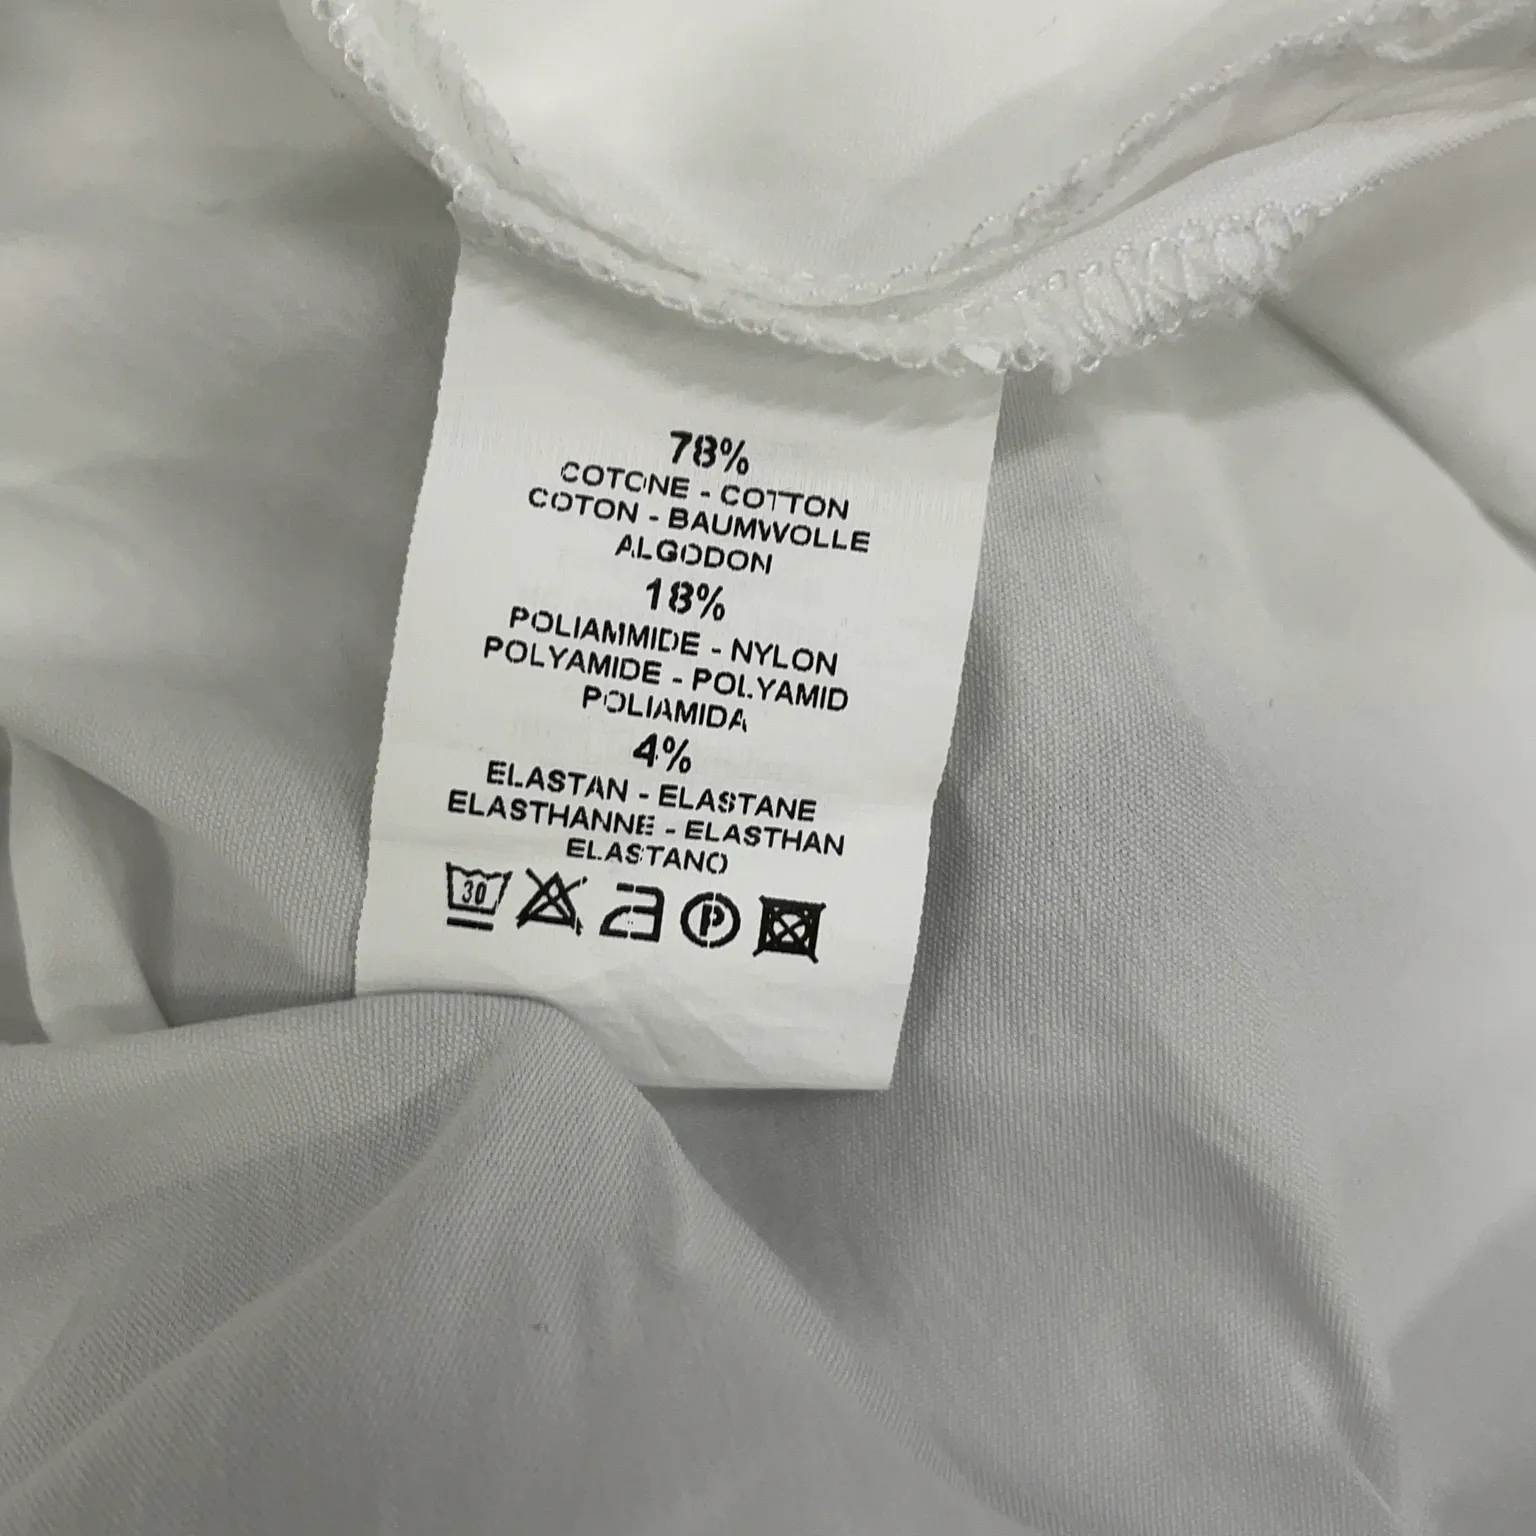 78%
COTONE - COTTON
COTON - BAUMWOLLE
ALGODON
18%
POLIAMMIDE - NYLON
POLYAMIDE - POLYAMID
POLIAMIDA
4%
ELASTAN - ELASTANE
ELASTHANNE - ELASTHAN
ELASTANO
30 P